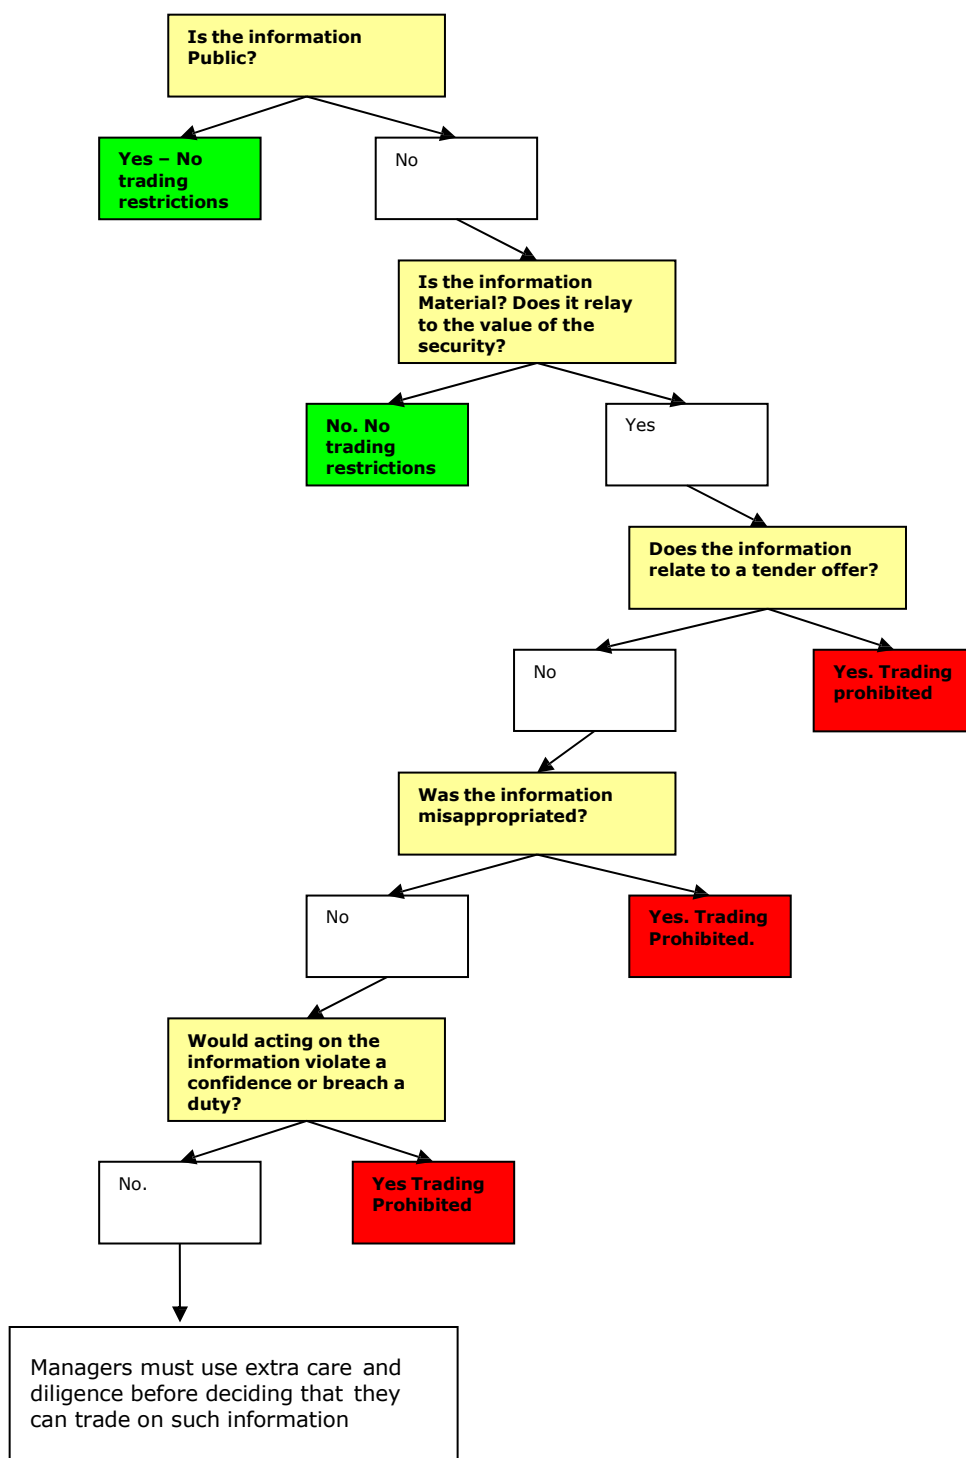 Is the information
Public?
Yes – No
trading
restrictions
No
Is the information
Material? Does it relay
to the value of the
security?
No. No
trading
restrictions
Yes
Does the information
relate to a tender offer?
No
Yes. Trading
prohibited
Was the information
misappropriated?
No
Yes. Trading
Prohibited.
Would acting on the
information violate a
confidence or breach a
duty?
No.
Yes Trading
Prohibited
Managers must use extra care and
diligence before deciding that they
can trade on such information